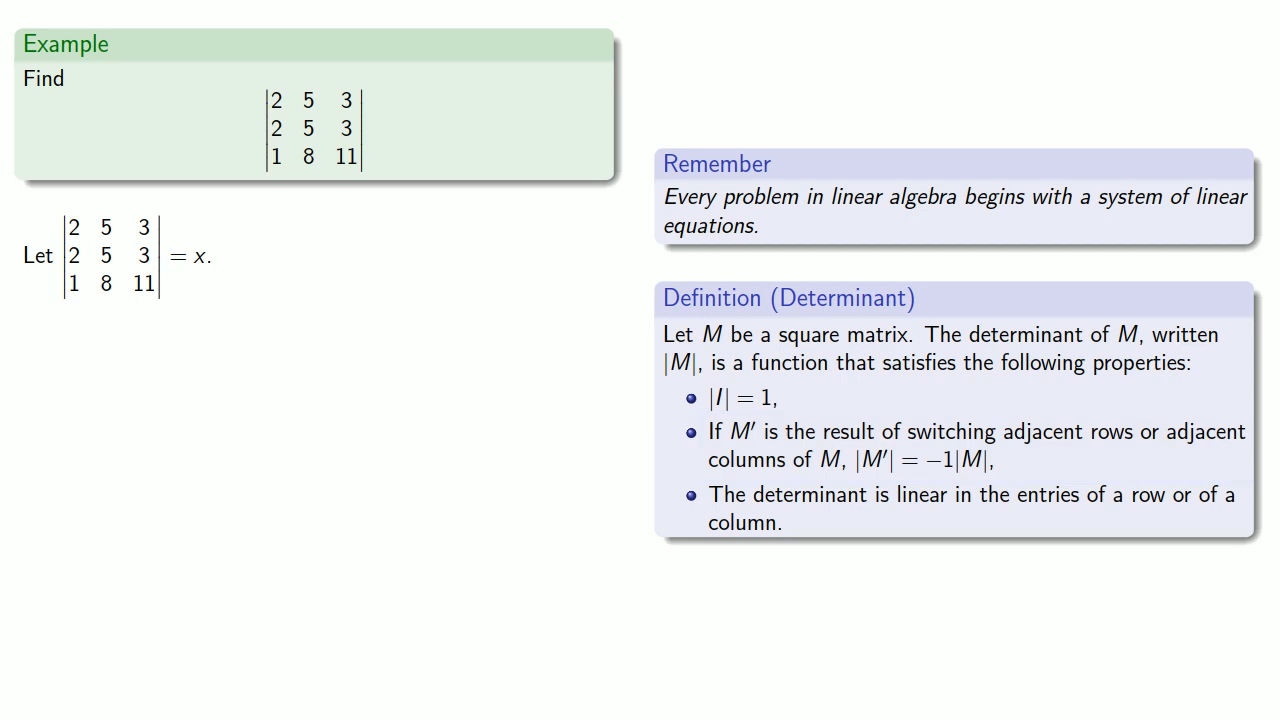 Example
Find
|2 5 3|
|2 5 3|
|1 8 11|
|2 5 3|
Let |2 5 3| = x.
|1 8 11|
Remember
Every problem in linear algebra begins with a system of linear
equations.
Definition (Determinant)
Let M be a square matrix. The determinant of M, written
|M|, is a function that satisfies the following properties:
|I| = 1,
If M′ is the result of switching adjacent rows or adjacent
columns of M, |M′| = −1|M|,
The determinant is linear in the entries of a row or of a
column.